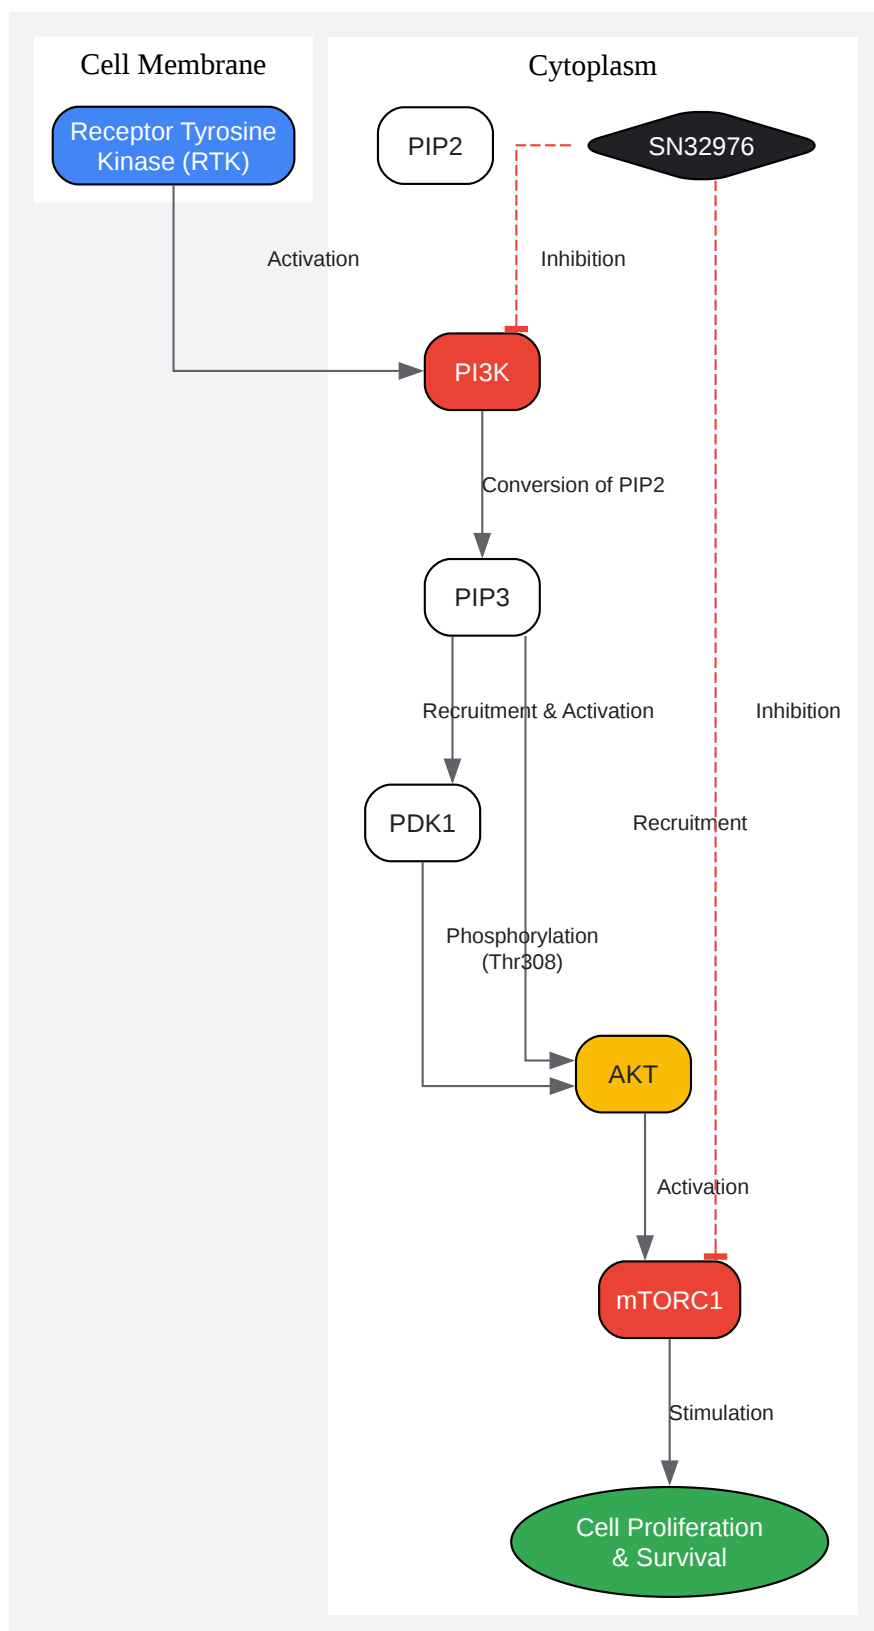 Cell Membrane
Cytoplasm
Receptor Tyrosine
Kinase (RTK)
PIP2
SN32976
Activation
Inhibition
PI3K
Conversion of PIP2
PIP3
Recruitment & Activation
Inhibition
PDK1
Recruitment
Phosphorylation
(Thr308)
AKT
Activation
mTORC1
Stimulation
Cell Proliferation
& Survival